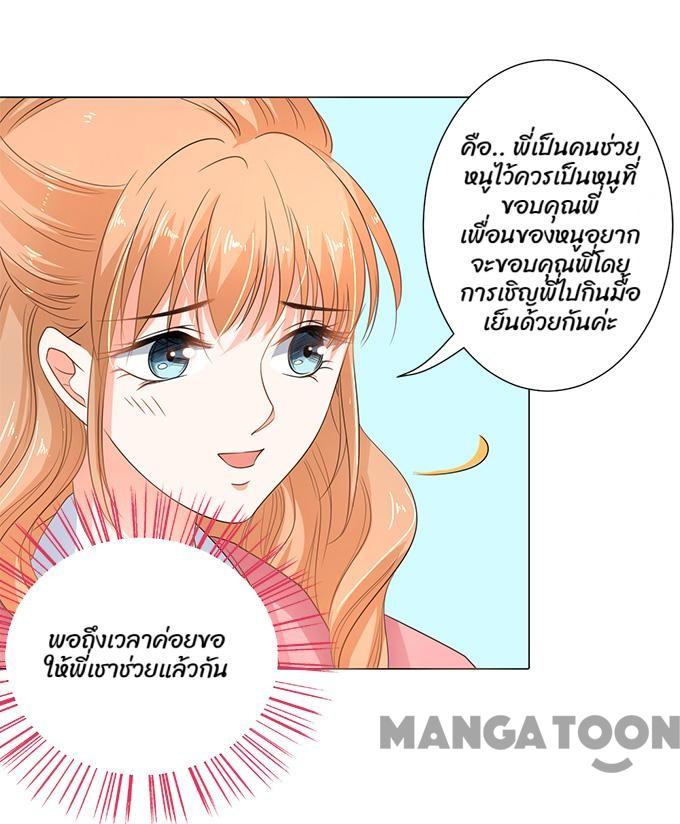 คือ.. พี่เป็นคนช่วย
หนูไว้ควรเป็นหนูที่
ขอบคุณพี่
เพื่อนของหนูอยาก
จะขอบคุณพี่โดย
การเชิญพี่ไปกินมื้อ
เย็นด้วยกันค่ะ
พอถึงเวลาค่อยขอ
ให้พี่เขาช่วยแล้วกัน
MANGATOON